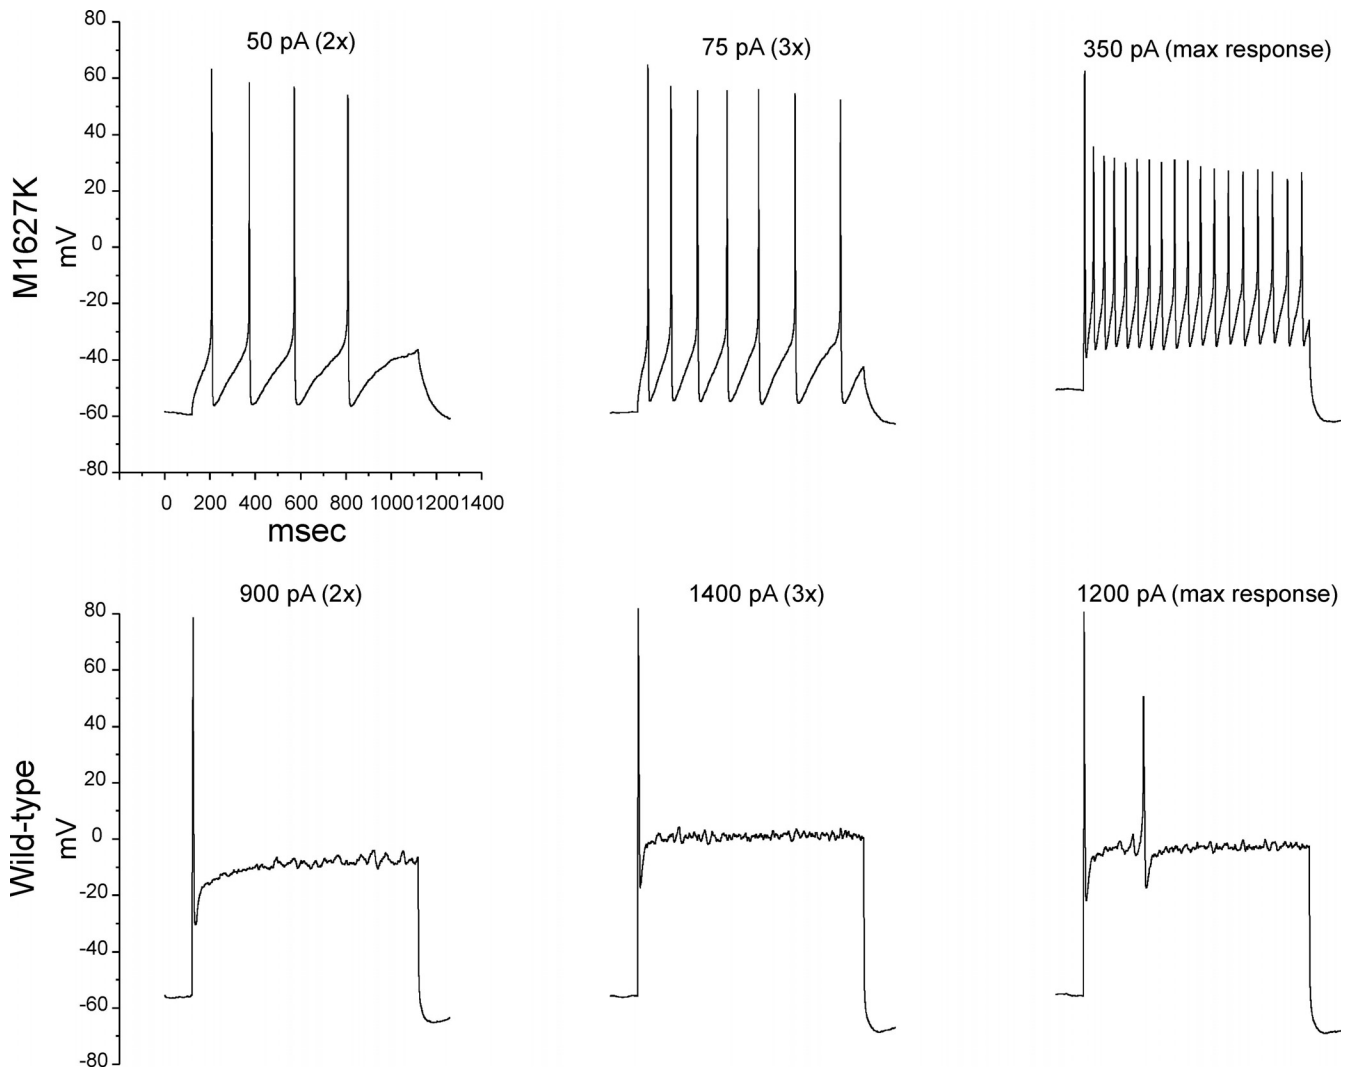 50 pA (2x)
75 pA (3x)
350 pA (max response)
M1627K
mV
80
60
40
20
0
-20
-40
-60
-80
0 200 400 600 800 1000 1200 1400
msec
900 pA (2x)
1400 pA (3x)
1200 pA (max response)
Wild-type
mV
80
60
40
20
0
-20
-40
-60
-80